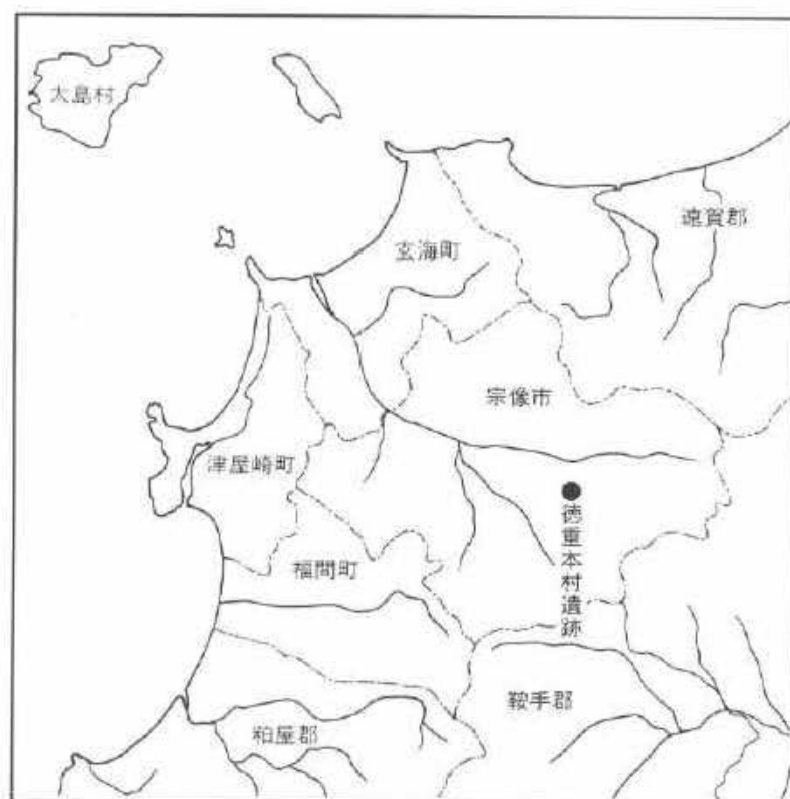 大島村
遠賀郡
玄海町
宗像市
津屋崎町
徳重本村遺跡
福間町
鞍手郡
粕屋郡